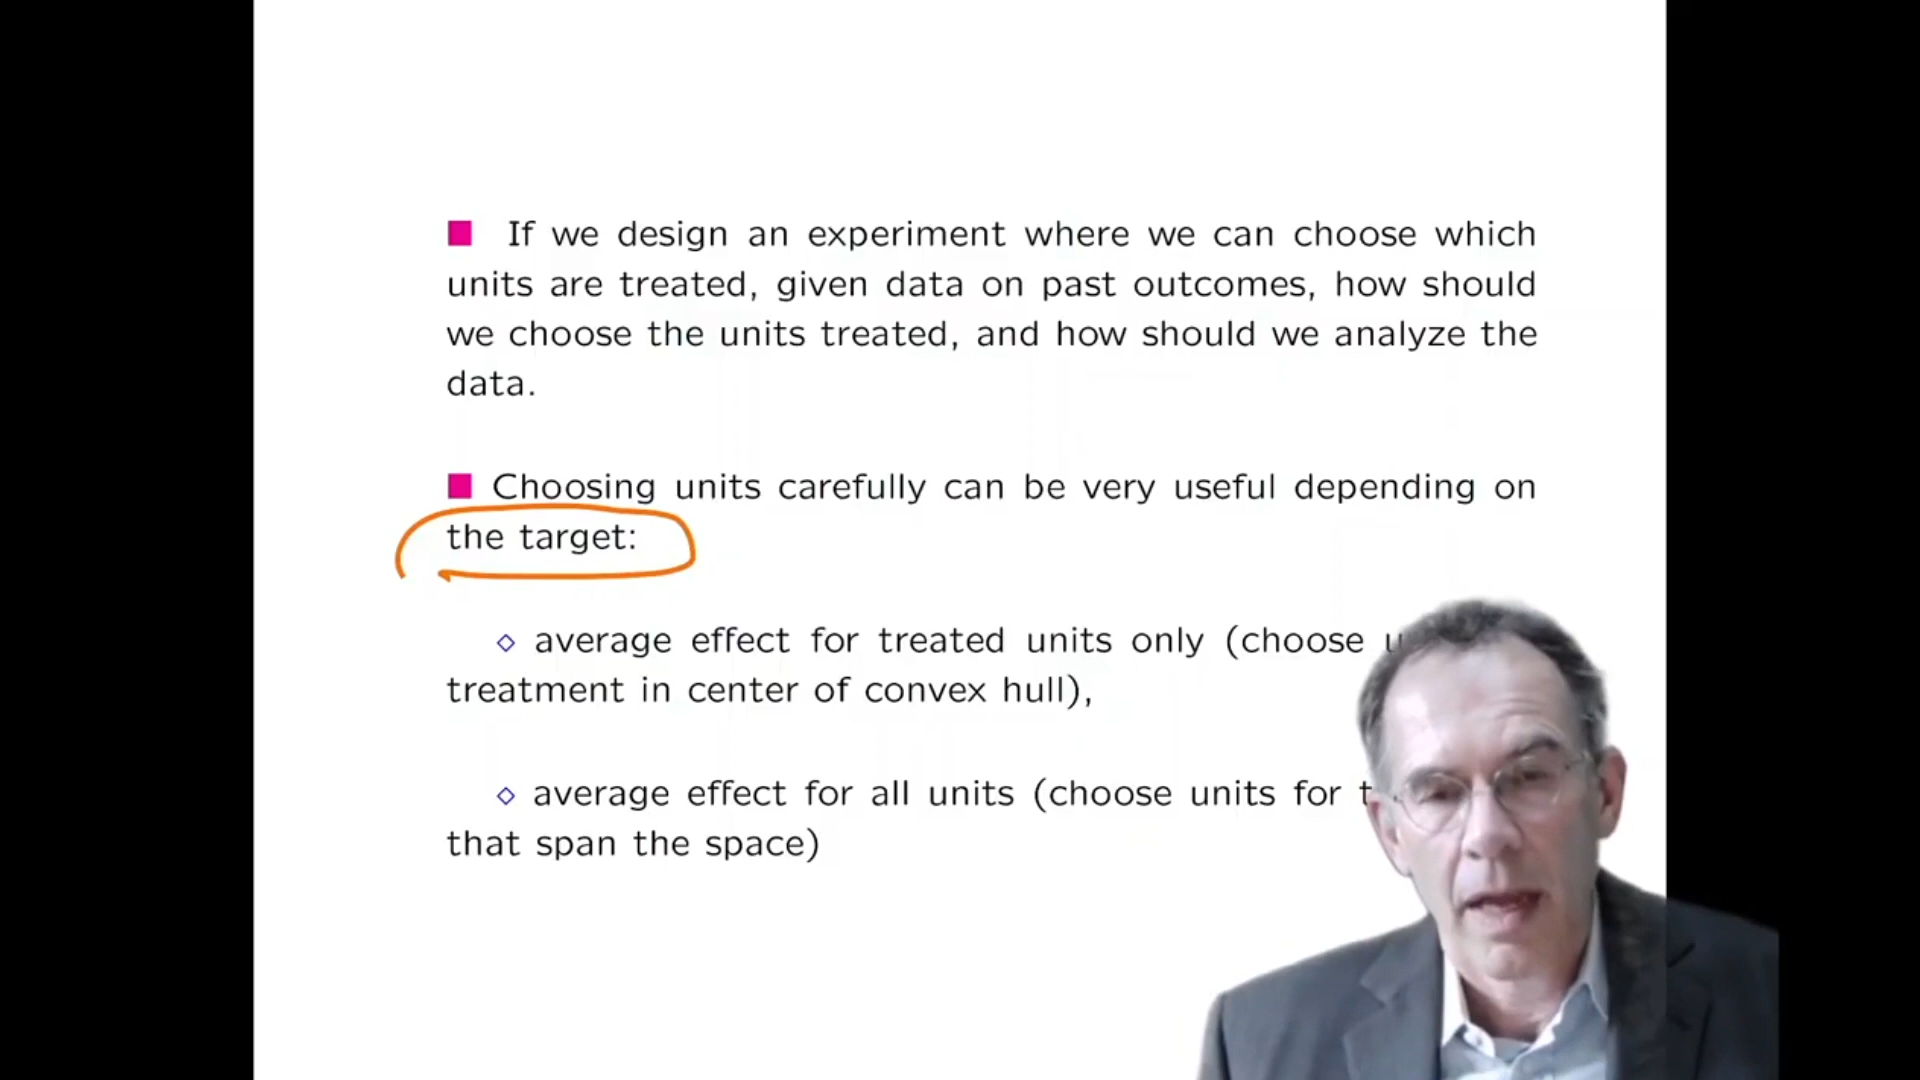 If we design an experiment where we can choose which
units are treated, given data on past outcomes, how should
we choose the units treated, and how should we analyze the
data.
Choosing units carefully can be very useful depending on
the target:
average effect for treated units only (choose
treatment in center of convex hull),
average effect for all units (choose units for
that span the space)